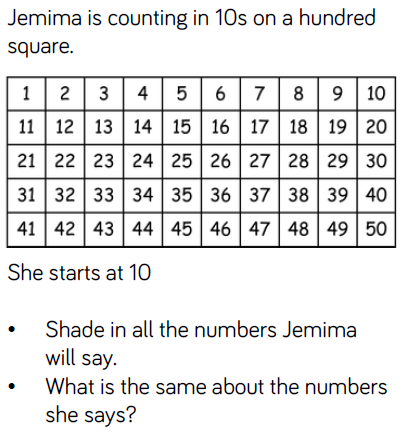 Jemima is counting in 10s on a hundred
square.
1 2 3 4 5 6 7 8 9 10
11 12 13 14 15 16 17 18 19 20
21 22 23 24 25 26 27 28 29 30
31 32 33 34 35 36 37 38 39 40
41 42 43 44 45 46 47 48 49 50
She starts at 10
• Shade in all the numbers Jemima
will say.
• What is the same about the numbers
she says?